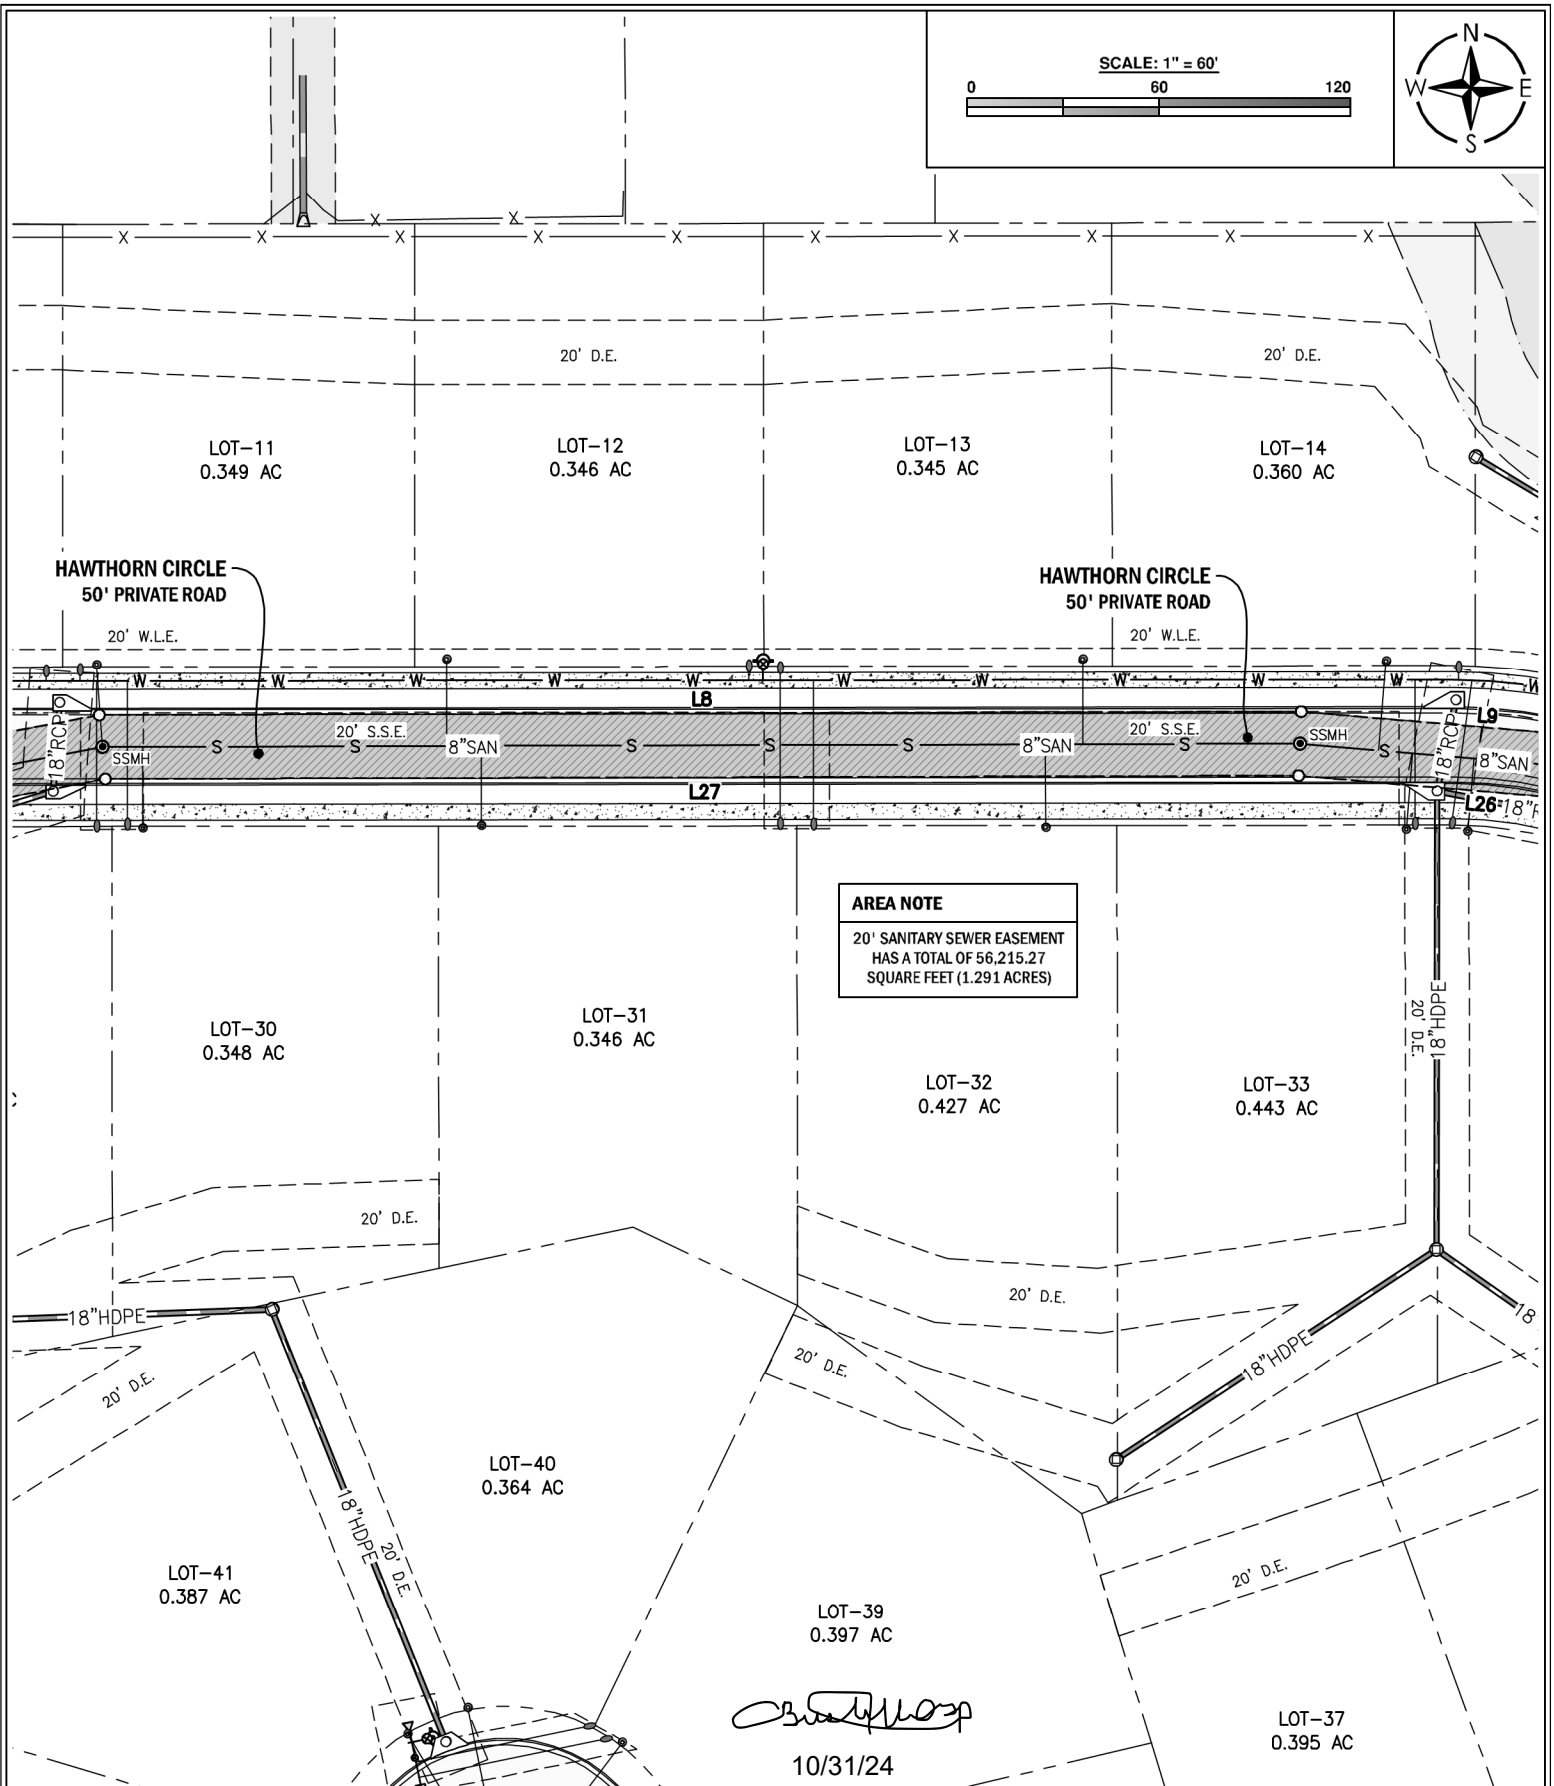 SCALE: 1" = 60'
0 60 120
N
W E
S
X X
X X X X X X X X X X
20' D.E. 20' D.E.
LOT-11
0.349 AC
LOT-12
0.346 AC
LOT-13
0.345 AC
LOT-14
0.360 AC
HAWTHORN CIRCLE
50' PRIVATE ROAD
HAWTHORN CIRCLE
50' PRIVATE ROAD
20' W.L.E. 20' W.L.E.
W W W W W W W W W W W
L8
L9
18"RCP
18"RCP
20' S.S.E. 20' S.S.E.
SSMH
SSMH
S S 8"SAN S S S 8"SAN S S 8"SAN
L27
L26
AREA NOTE
20' SANITARY SEWER EASEMENT
HAS A TOTAL OF 56,215.27
SQUARE FEET (1.291 ACRES)
LOT-30
0.348 AC
LOT-31
0.346 AC
LOT-32
0.427 AC
LOT-33
0.443 AC
20' D.E.
18"HDPE
20' D.E.
20' D.E.
18"HDPE
18"HDPE
18
20' D.E.
20' D.E.
LOT-40
0.364 AC
18"HDPE
20' D.E.
LOT-41
0.387 AC
LOT-39
0.397 AC
20' D.E.
LOT-37
0.395 AC
10/31/24